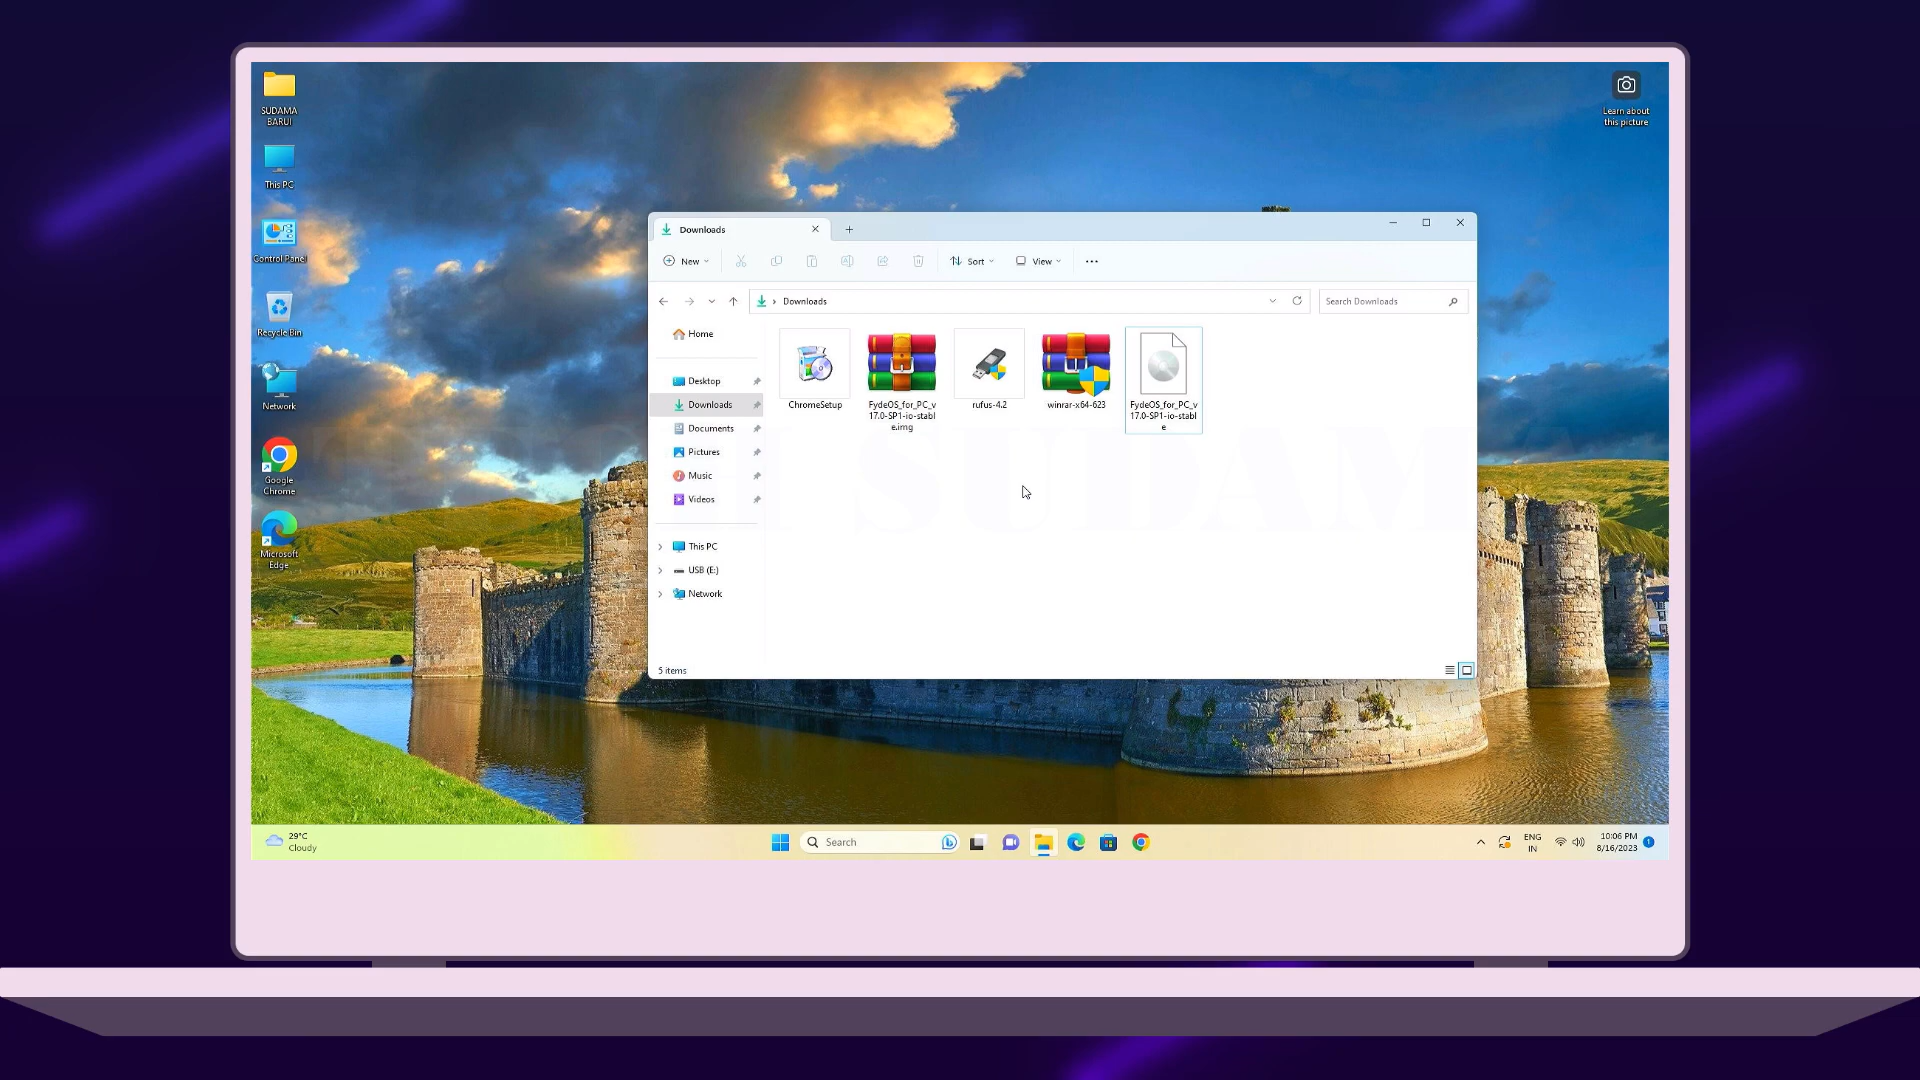 SUDAMA
BARUI
This PC
Control Panel
Recycle Bin
Network
Google
Chrome
Microsoft
Edge
Learn about
this picture
Downloads
New
Sort
View
Downloads
Search Downloads
Home
Desktop
Downloads
Documents
Pictures
Music
Videos
This PC
USB (E:)
Network
ChromeSetup
FydeOS_for_PC_v
17.0-SP1-io-stabl
e.img
rufus-4.2
winrar-x64-623
FydeOS_for_PC_v
17.0-SP1-io-stabl
e
5 items
29°C
Cloudy
Search
ENG
IN
10:06 PM
8/16/2023
1